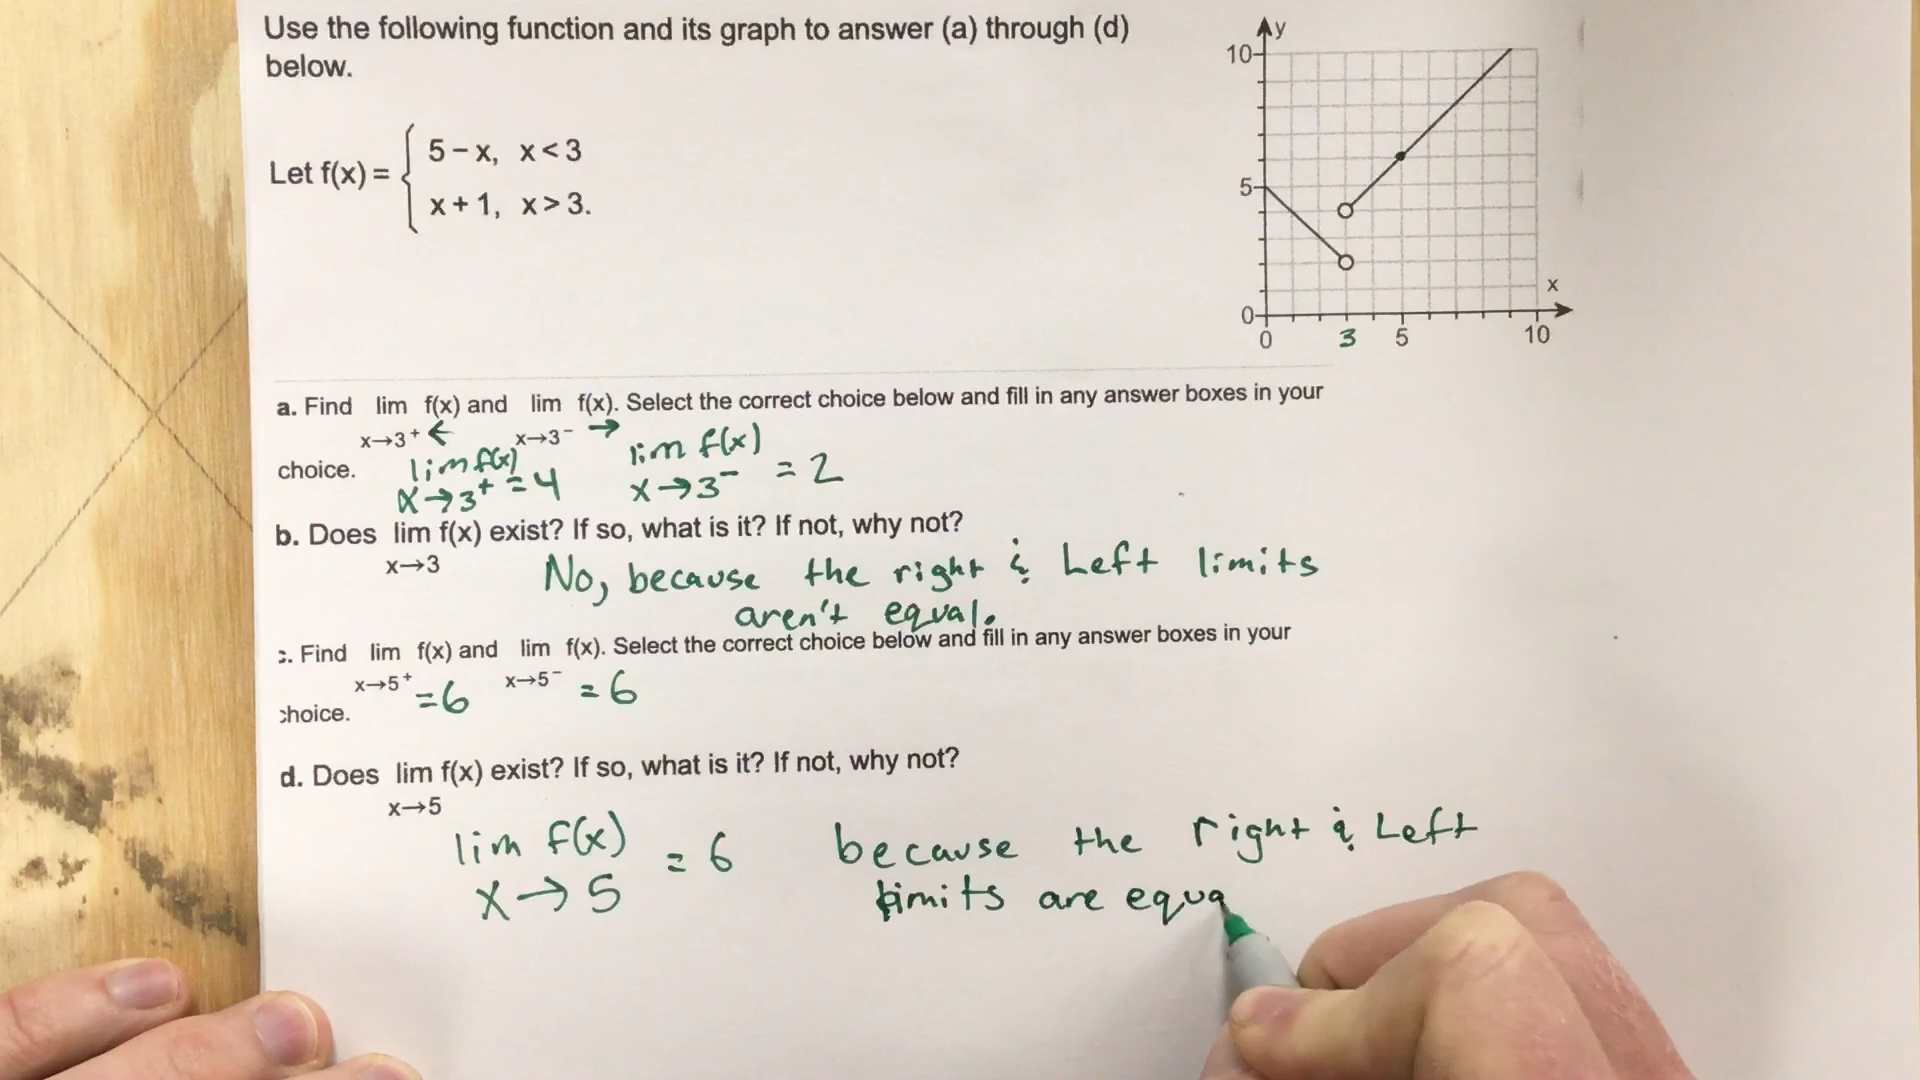 Use the following function and its graph to answer (a) through (d)
below.
Let f(x) = { 5 − x, x < 3
x + 1, x > 3.
y
10
5
0
x
0 3 5 10
a. Find lim f(x) and lim f(x). Select the correct choice below and fill in any answer boxes in your
x→3⁺ ← x→3⁻ →
choice.
lim f(x)
x→3⁺ = 4
lim f(x)
x→3⁻ = 2
b. Does lim f(x) exist? If so, what is it? If not, why not?
x→3
No, because the right & Left limits
aren't equal.
c. Find lim f(x) and lim f(x). Select the correct choice below and fill in any answer boxes in your
x→5⁺ = 6 x→5⁻ = 6
choice.
d. Does lim f(x) exist? If so, what is it? If not, why not?
x→5
lim f(x) = 6 because the right & Left
x→5 limits are equa